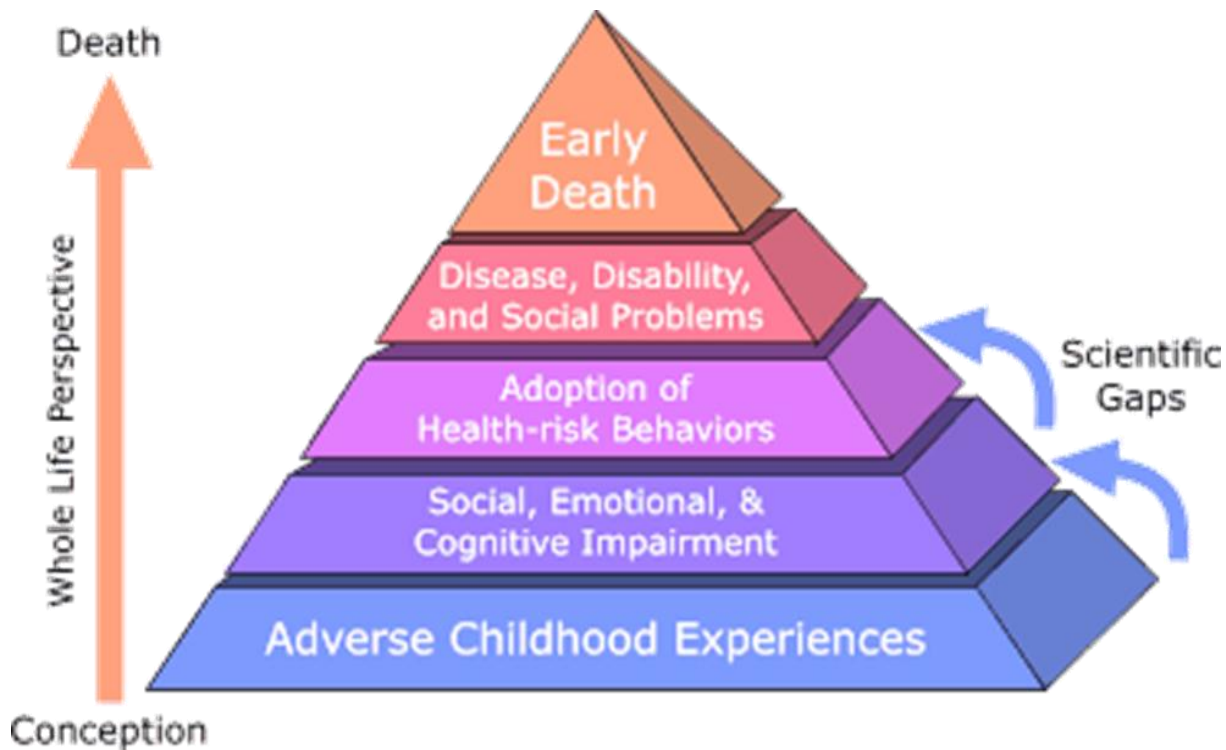 Death
Whole Life Perspective
Conception
Early
Death
Disease, Disability,
and Social Problems
Adoption of
Health-risk Behaviors
Social, Emotional, &
Cognitive Impairment
Adverse Childhood Experiences
Scientific
Gaps